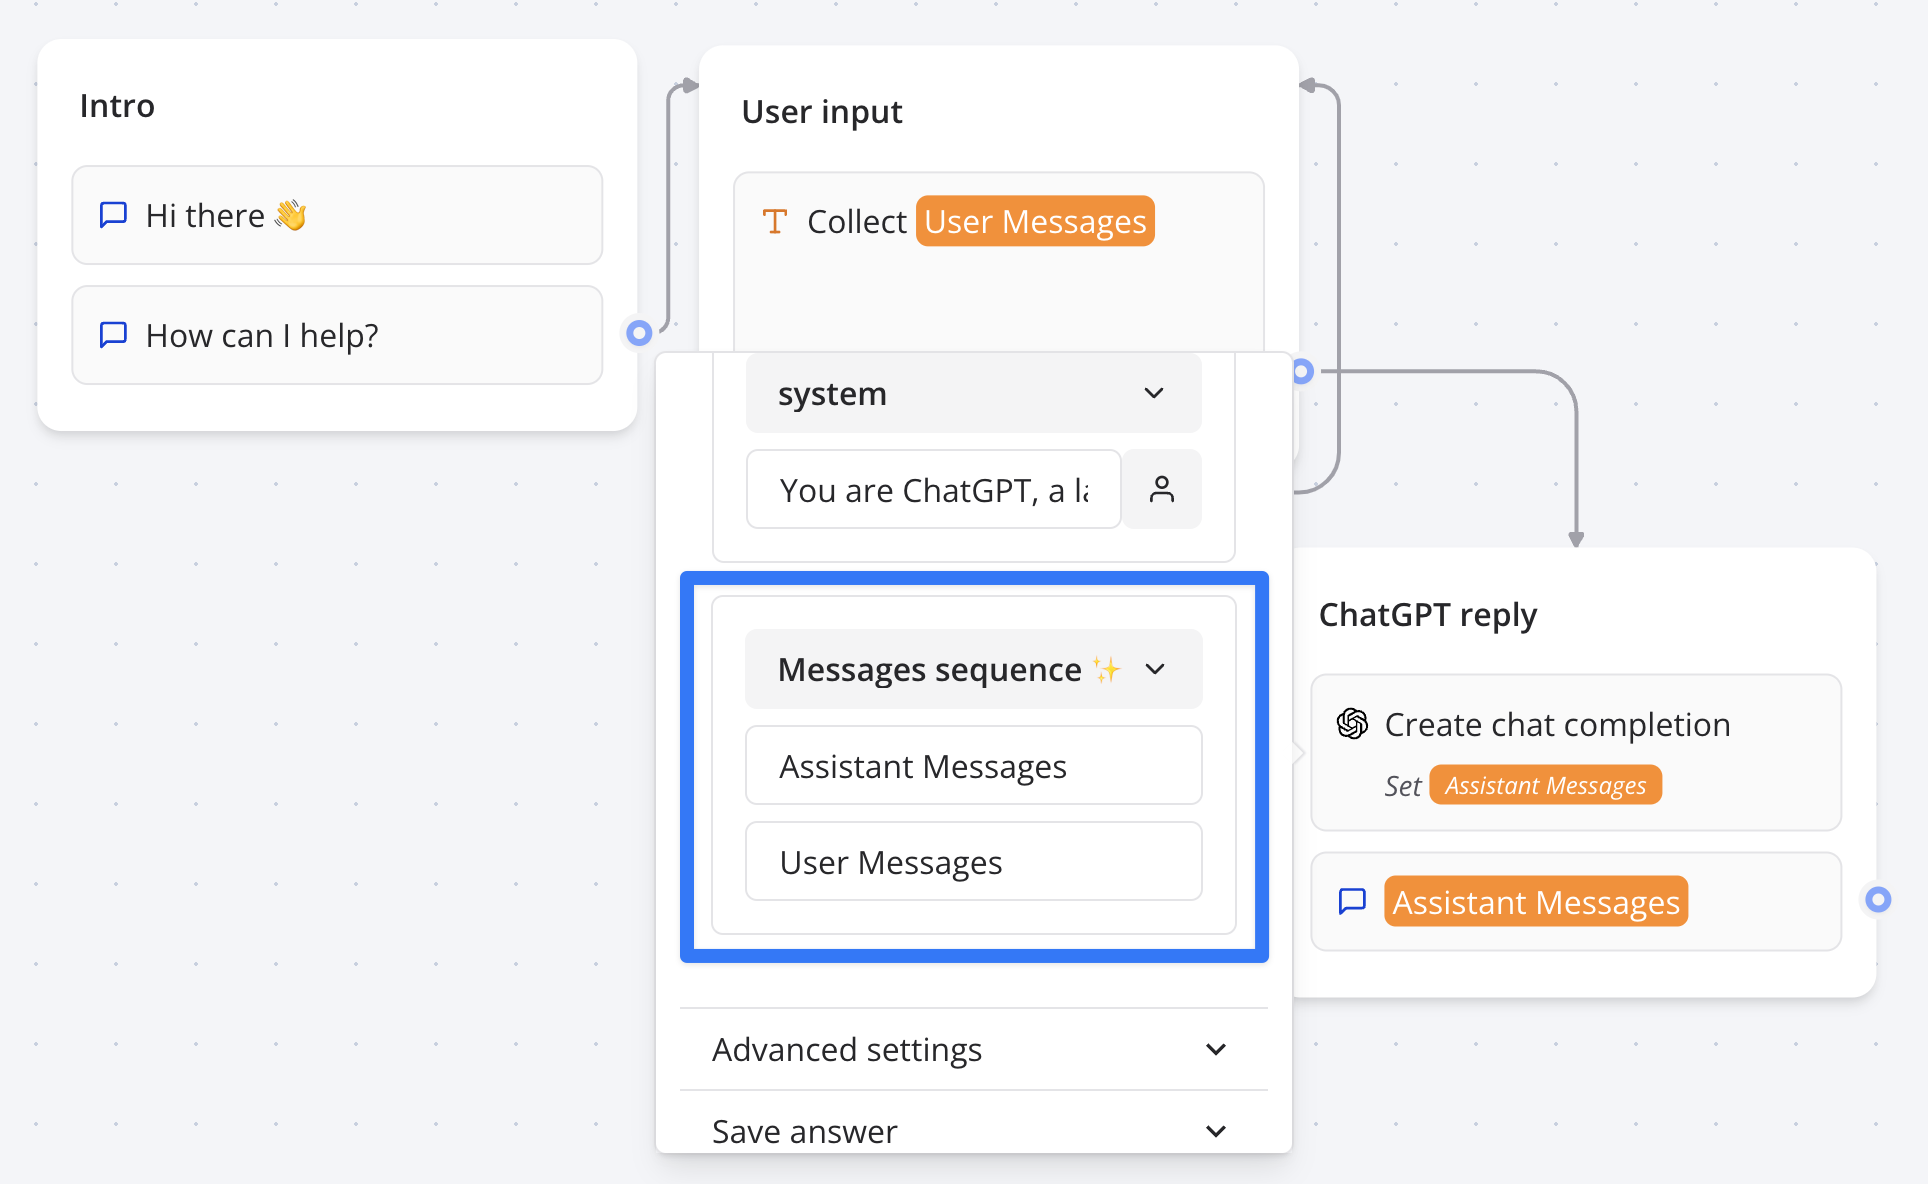 Intro
Hi there 👋
How can I help?
User input
Collect User Messages
system
You are ChatGPT, a la
Messages sequence ✨
Assistant Messages
User Messages
Advanced settings
Save answer
ChatGPT reply
Create chat completion
Set Assistant Messages
Assistant Messages